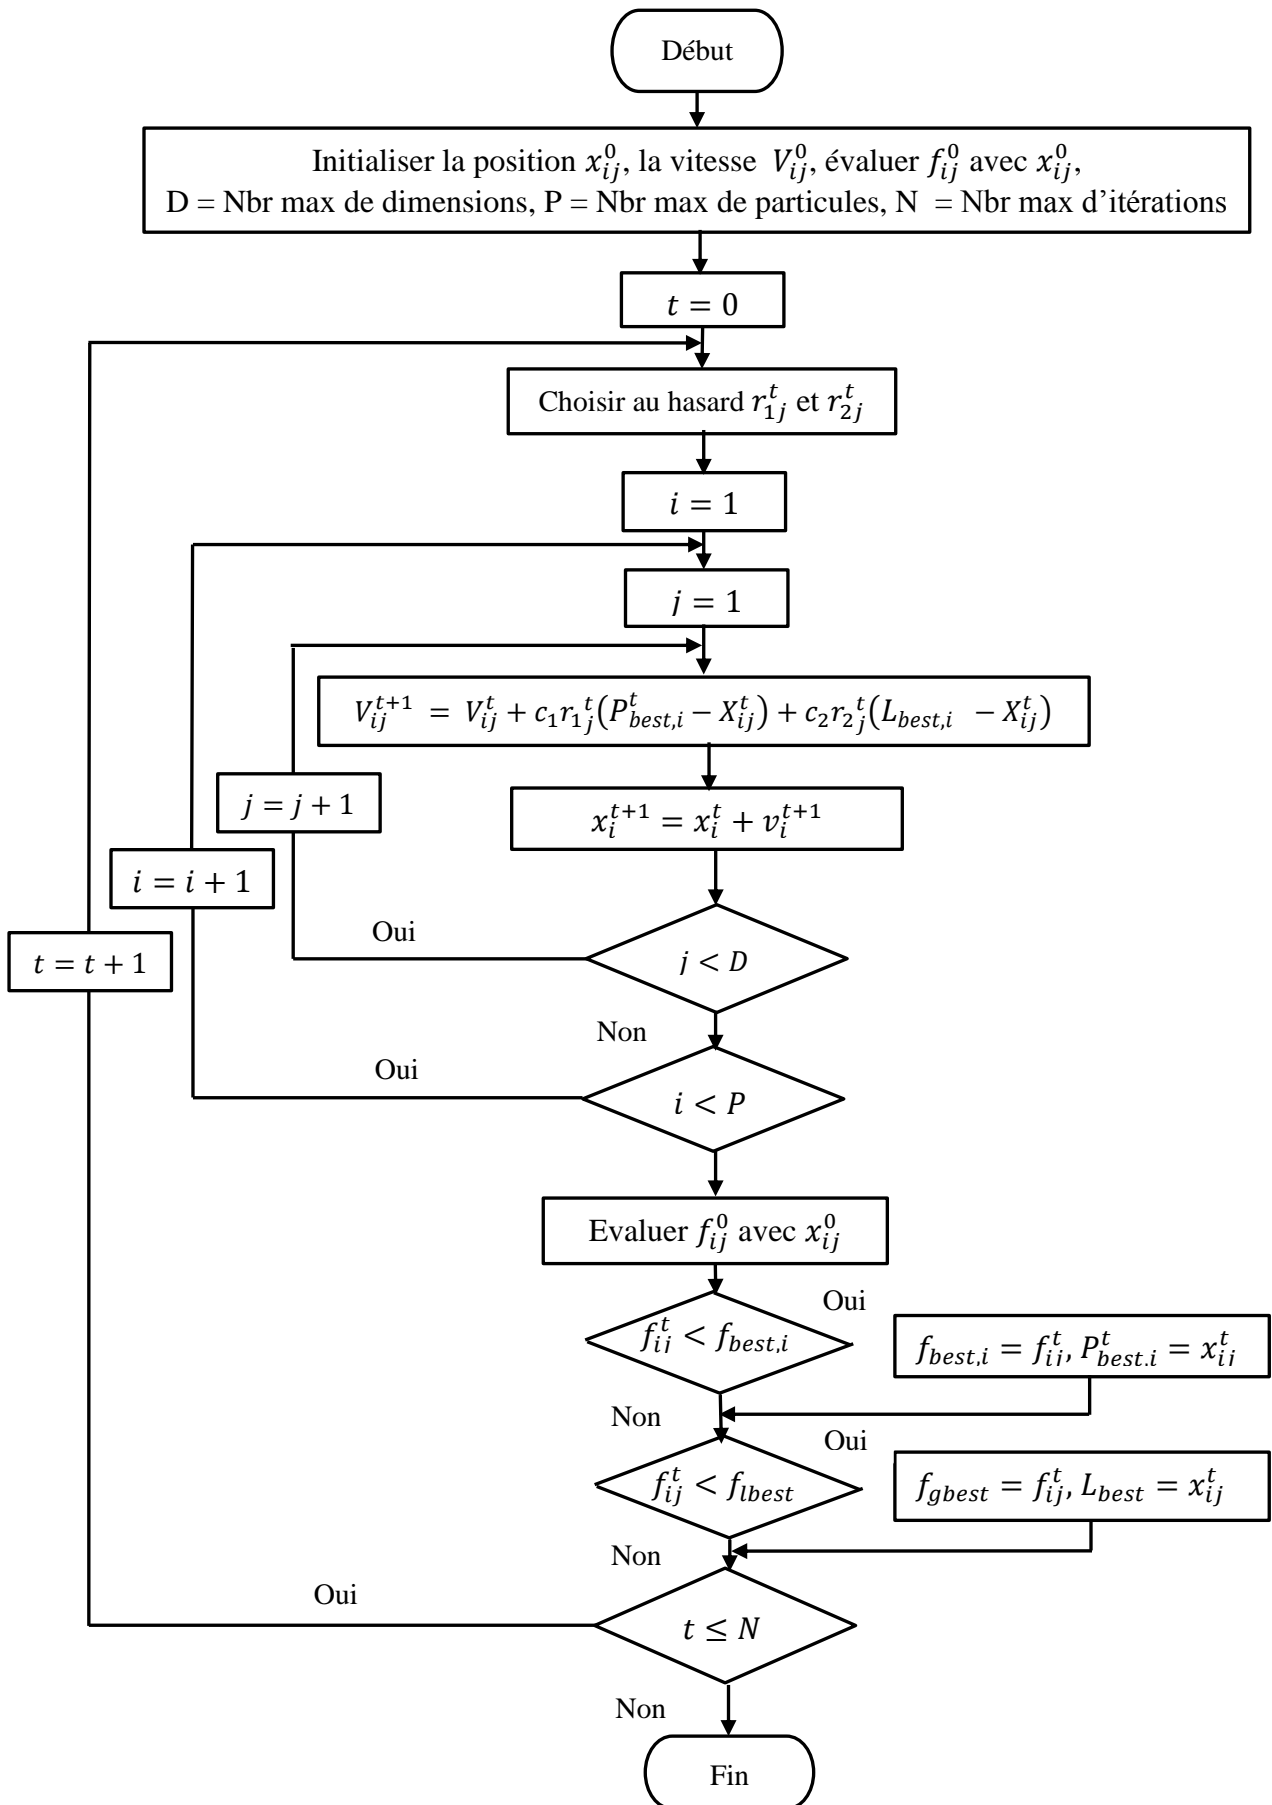 Début
Initialiser la position $x_{ij}^{0}$, la vitesse $V_{ij}^{0}$, évaluer $f_{ij}^{0}$ avec $x_{ij}^{0}$,
D = Nbr max de dimensions, P = Nbr max de particules, N = Nbr max d'itérations
$t = 0$
Choisir au hasard $r_{1j}^{t}$ et $r_{2j}^{t}$
$i = 1$
$j = 1$
$V_{ij}^{t+1} = V_{ij}^{t} + c_1 r_{1j}^{t}(P_{best,i}^{t} - X_{ij}^{t}) + c_2 r_{2j}^{t}(L_{best,i} - X_{ij}^{t})$
$j = j + 1$
$x_i^{t+1} = x_i^{t} + v_i^{t+1}$
$i = i + 1$
Oui
$t = t + 1$
$j < D$
Non
Oui
$i < P$
Evaluer $f_{ij}^{0}$ avec $x_{ij}^{0}$
Oui
$f_{ij}^{t} < f_{best,i}$
$f_{best,i} = f_{ij}^{t}, P_{best.i}^{t} = x_{ij}^{t}$
Non
Oui
$f_{ij}^{t} < f_{lbest}$
$f_{gbest} = f_{ij}^{t}, L_{best} = x_{ij}^{t}$
Non
Oui
$t \leq N$
Non
Fin